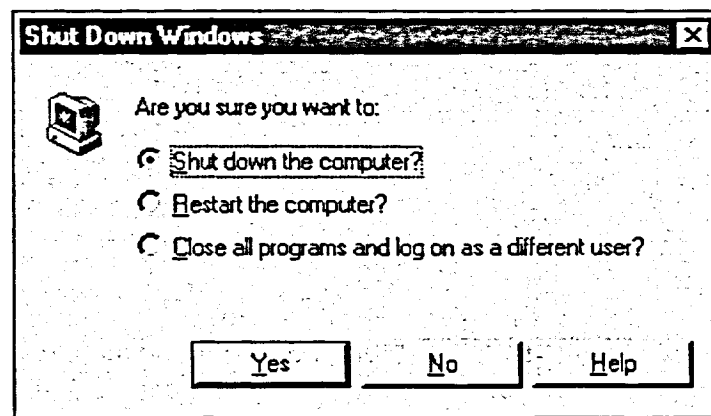 Shut Down Windows
Are you sure you want to:
Shut down the computer?
Restart the computer?
Close all programs and log on as a different user?
Yes No Help